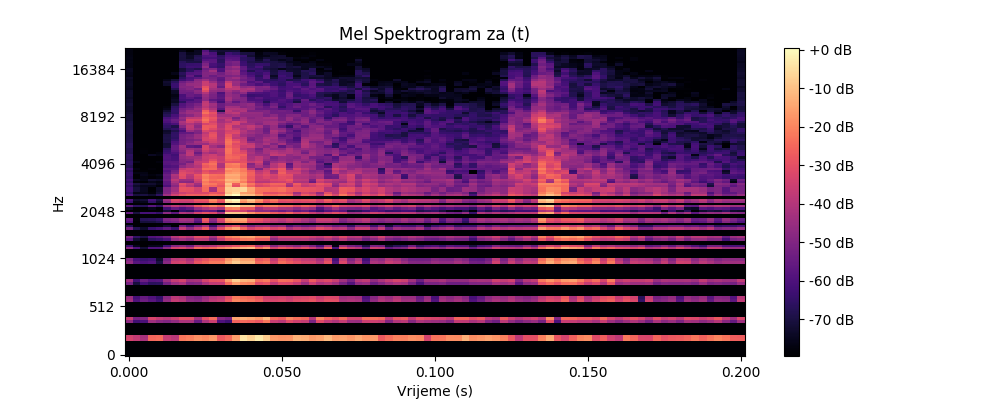 Mel Spektrogram za (t)
Hz
16384
8192
4096
2048
1024
512
0
0.000 0.050 0.100 0.150 0.200
Vrijeme (s)
+0 dB
-10 dB
-20 dB
-30 dB
-40 dB
-50 dB
-60 dB
-70 dB